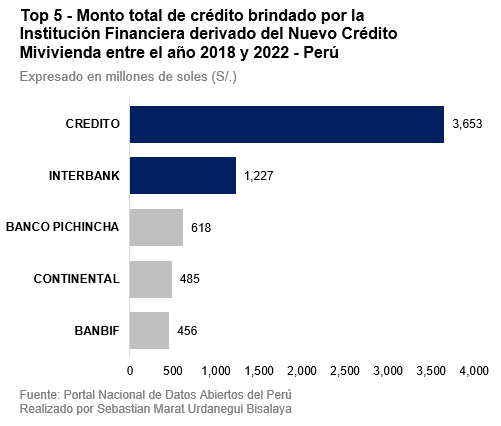 Top 5 - Monto total de crédito brindado por la
Institución Financiera derivado del Nuevo Crédito
Mivivienda entre el año 2018 y 2022 - Perú
Expresado en millones de soles (S/.)
CREDITO 3,653
INTERBANK 1,227
BANCO PICHINCHA 618
CONTINENTAL 485
BANBIF 456
0 500 1,000 1,500 2,000 2,500 3,000 3,500 4,000
Fuente: Portal Nacional de Datos Abiertos del Perú
Realizado por Sebastian Marat Urdanegui Bisalaya